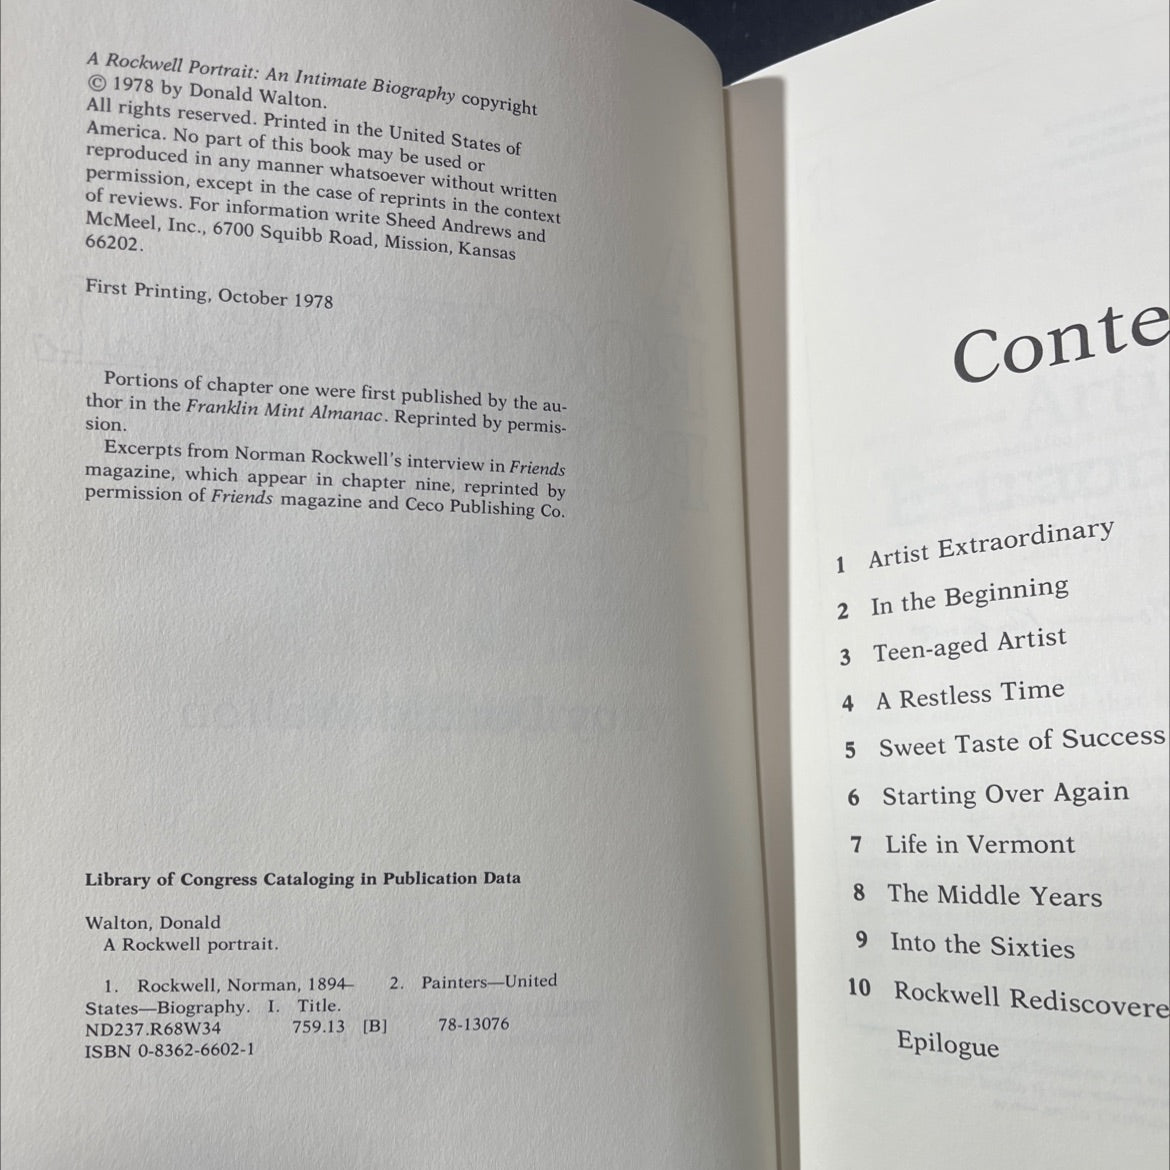 A Rockwell Portrait: An Intimate Biography copyright
© 1978 by Donald Walton.
All rights reserved. Printed in the United States of
America. No part of this book may be used or
reproduced in any manner whatsoever without written
permission, except in the case of reprints in the context
of reviews. For information write Sheed Andrews and
McMeel, Inc., 6700 Squibb Road, Mission, Kansas
66202.
First Printing, October 1978
Portions of chapter one were first published by the au-
thor in the Franklin Mint Almanac. Reprinted by permis-
sion.
Excerpts from Norman Rockwell's interview in Friends
magazine, which appear in chapter nine, reprinted by
permission of Friends magazine and Ceco Publishing Co.
Library of Congress Cataloging in Publication Data
Walton, Donald
A Rockwell portrait.
1. Rockwell, Norman, 1894– 2. Painters—United
States—Biography. I. Title.
ND237.R68W34 759.13 [B] 78-13076
ISBN 0-8362-6602-1
Conte
1 Artist Extraordinary
2 In the Beginning
3 Teen-aged Artist
4 A Restless Time
5 Sweet Taste of Success
6 Starting Over Again
7 Life in Vermont
8 The Middle Years
9 Into the Sixties
10 Rockwell Rediscovere
Epilogue